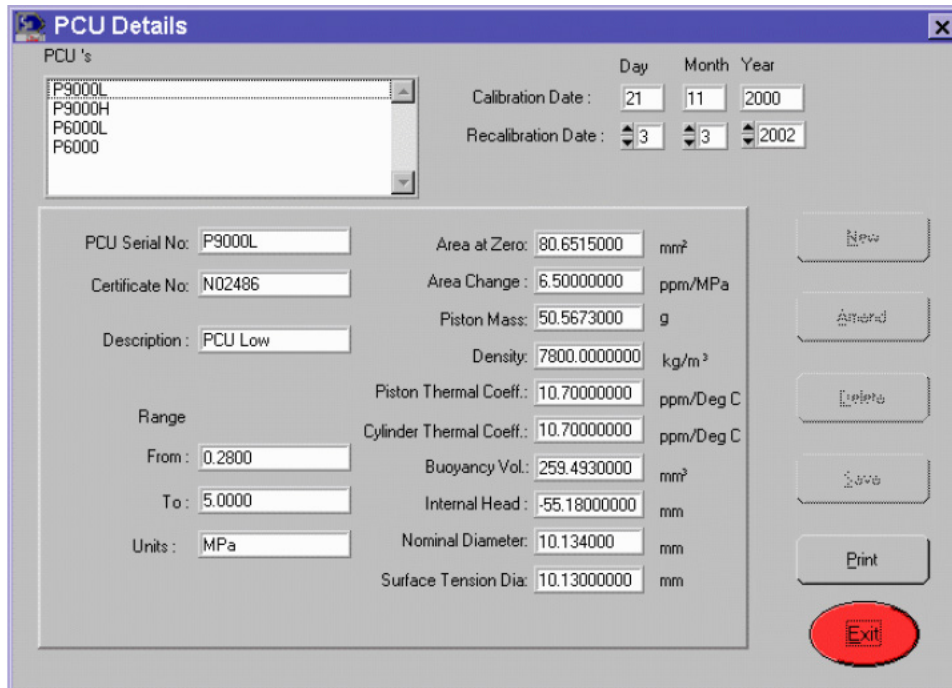 PCU Details
PCU 's
P9000L
P9000H
P6000L
P6000
Day Month Year
Calibration Date : 21 11 2000
Recalibration Date : 3 3 2002
PCU Serial No: P9000L
Certificate No: N02486
Description : PCU Low
Range
From : 0.2800
To : 5.0000
Units : MPa
Area at Zero: 80.6515000 mm²
Area Change : 6.50000000 ppm/MPa
Piston Mass: 50.5673000 g
Density: 7800.0000000 kg/m³
Piston Thermal Coeff.: 10.70000000 ppm/Deg C
Cylinder Thermal Coeff.: 10.70000000 ppm/Deg C
Buoyancy Vol.: 259.4930000 mm³
Internal Head : -55.18000000 mm
Nominal Diameter: 10.134000 mm
Surface Tension Dia: 10.13000000 mm
New
Amend
Delete
Save
Print
Exit